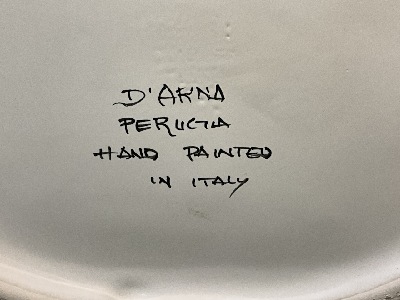 D'ARNA
PERUGIA
HAND PAINTED
IN ITALY